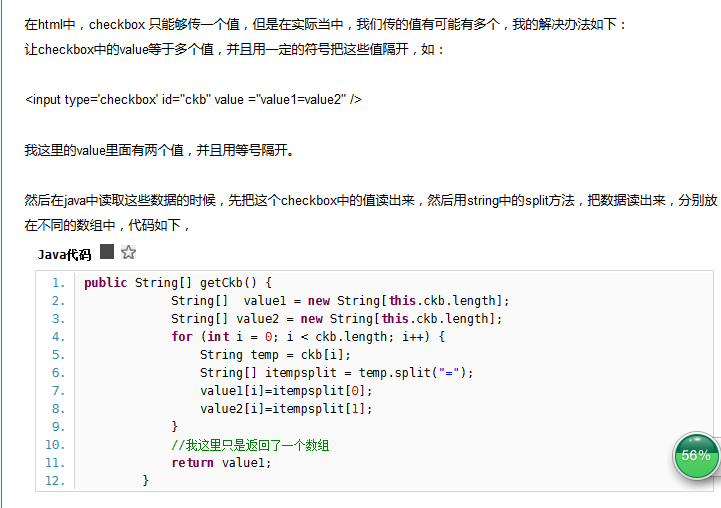 在html中，checkbox 只能够传一个值，但是在实际当中，我们传的值有可能有多个，我的解决办法如下：
让checkbox中的value等于多个值，并且用一定的符号把这些值隔开，如：
<input type='checkbox' id="ckb" value ="value1=value2" />
我这里的value里面有两个值，并且用等号隔开。
然后在java中读取这些数据的时候，先把这个checkbox中的值读出来，然后用string中的split方法，把数据读出来，分别放
在不同的数组中，代码如下，
Java代码
1. public String[] getCkb() {
2. String[]  value1 = new String[this.ckb.length];
3. String[] value2 = new String[this.ckb.length];
4. for (int i = 0; i < ckb.length; i++) {
5. String temp = ckb[i];
6. String[] itempsplit = temp.split("=");
7. value1[i]=itempsplit[0];
8. value2[i]=itempsplit[1];
9. }
10. //我这里只是返回了一个数组
11. return value1;
12. }
56%